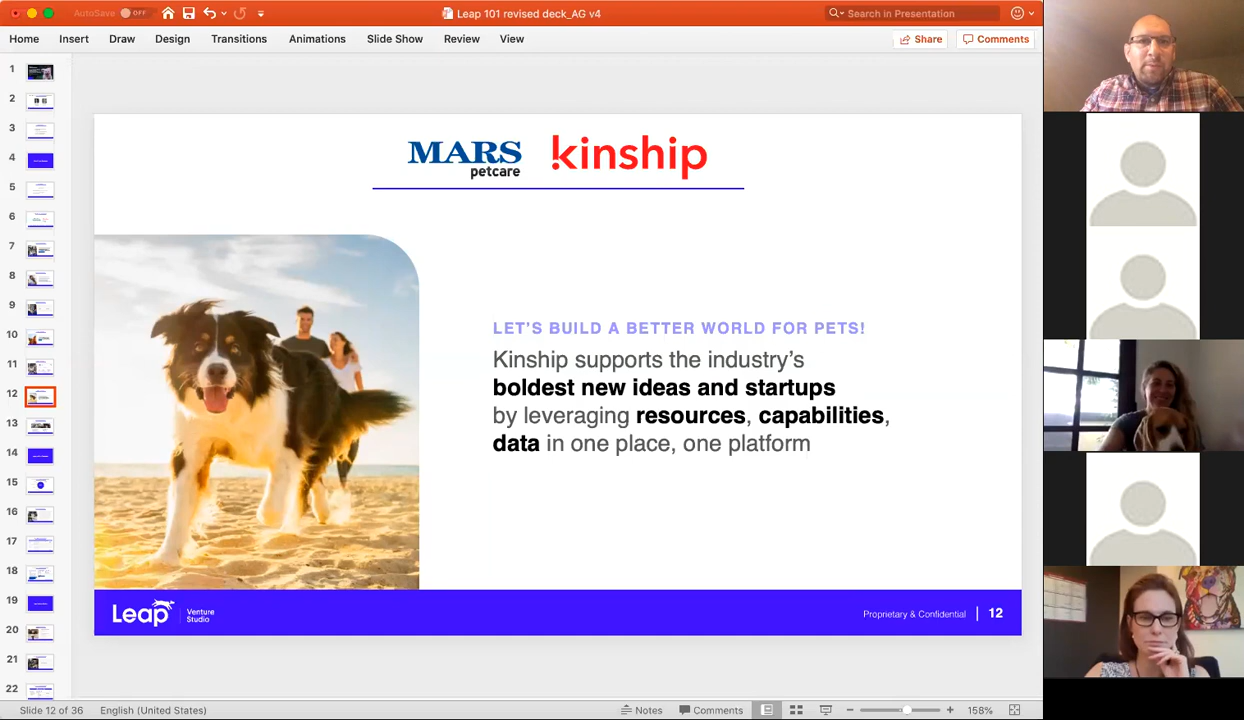 AutoSave OFF
Leap 101 revised deck_AG v4
Search in Presentation
Home Insert Draw Design Transitions Animations Slide Show Review View
Share Comments
1
2
3
4
5
6
7
8
9
10
11
12
13
14
15
16
17
18
19
20
21
22
MARS
petcare
kinship
LET'S BUILD A BETTER WORLD FOR PETS!
Kinship supports the industry's
boldest new ideas and startups
by leveraging resources, capabilities,
data in one place, one platform
Leap Venture
Studio
Proprietary & Confidential | 12
Slide 12 of 36 English (United States) Notes Comments 158%